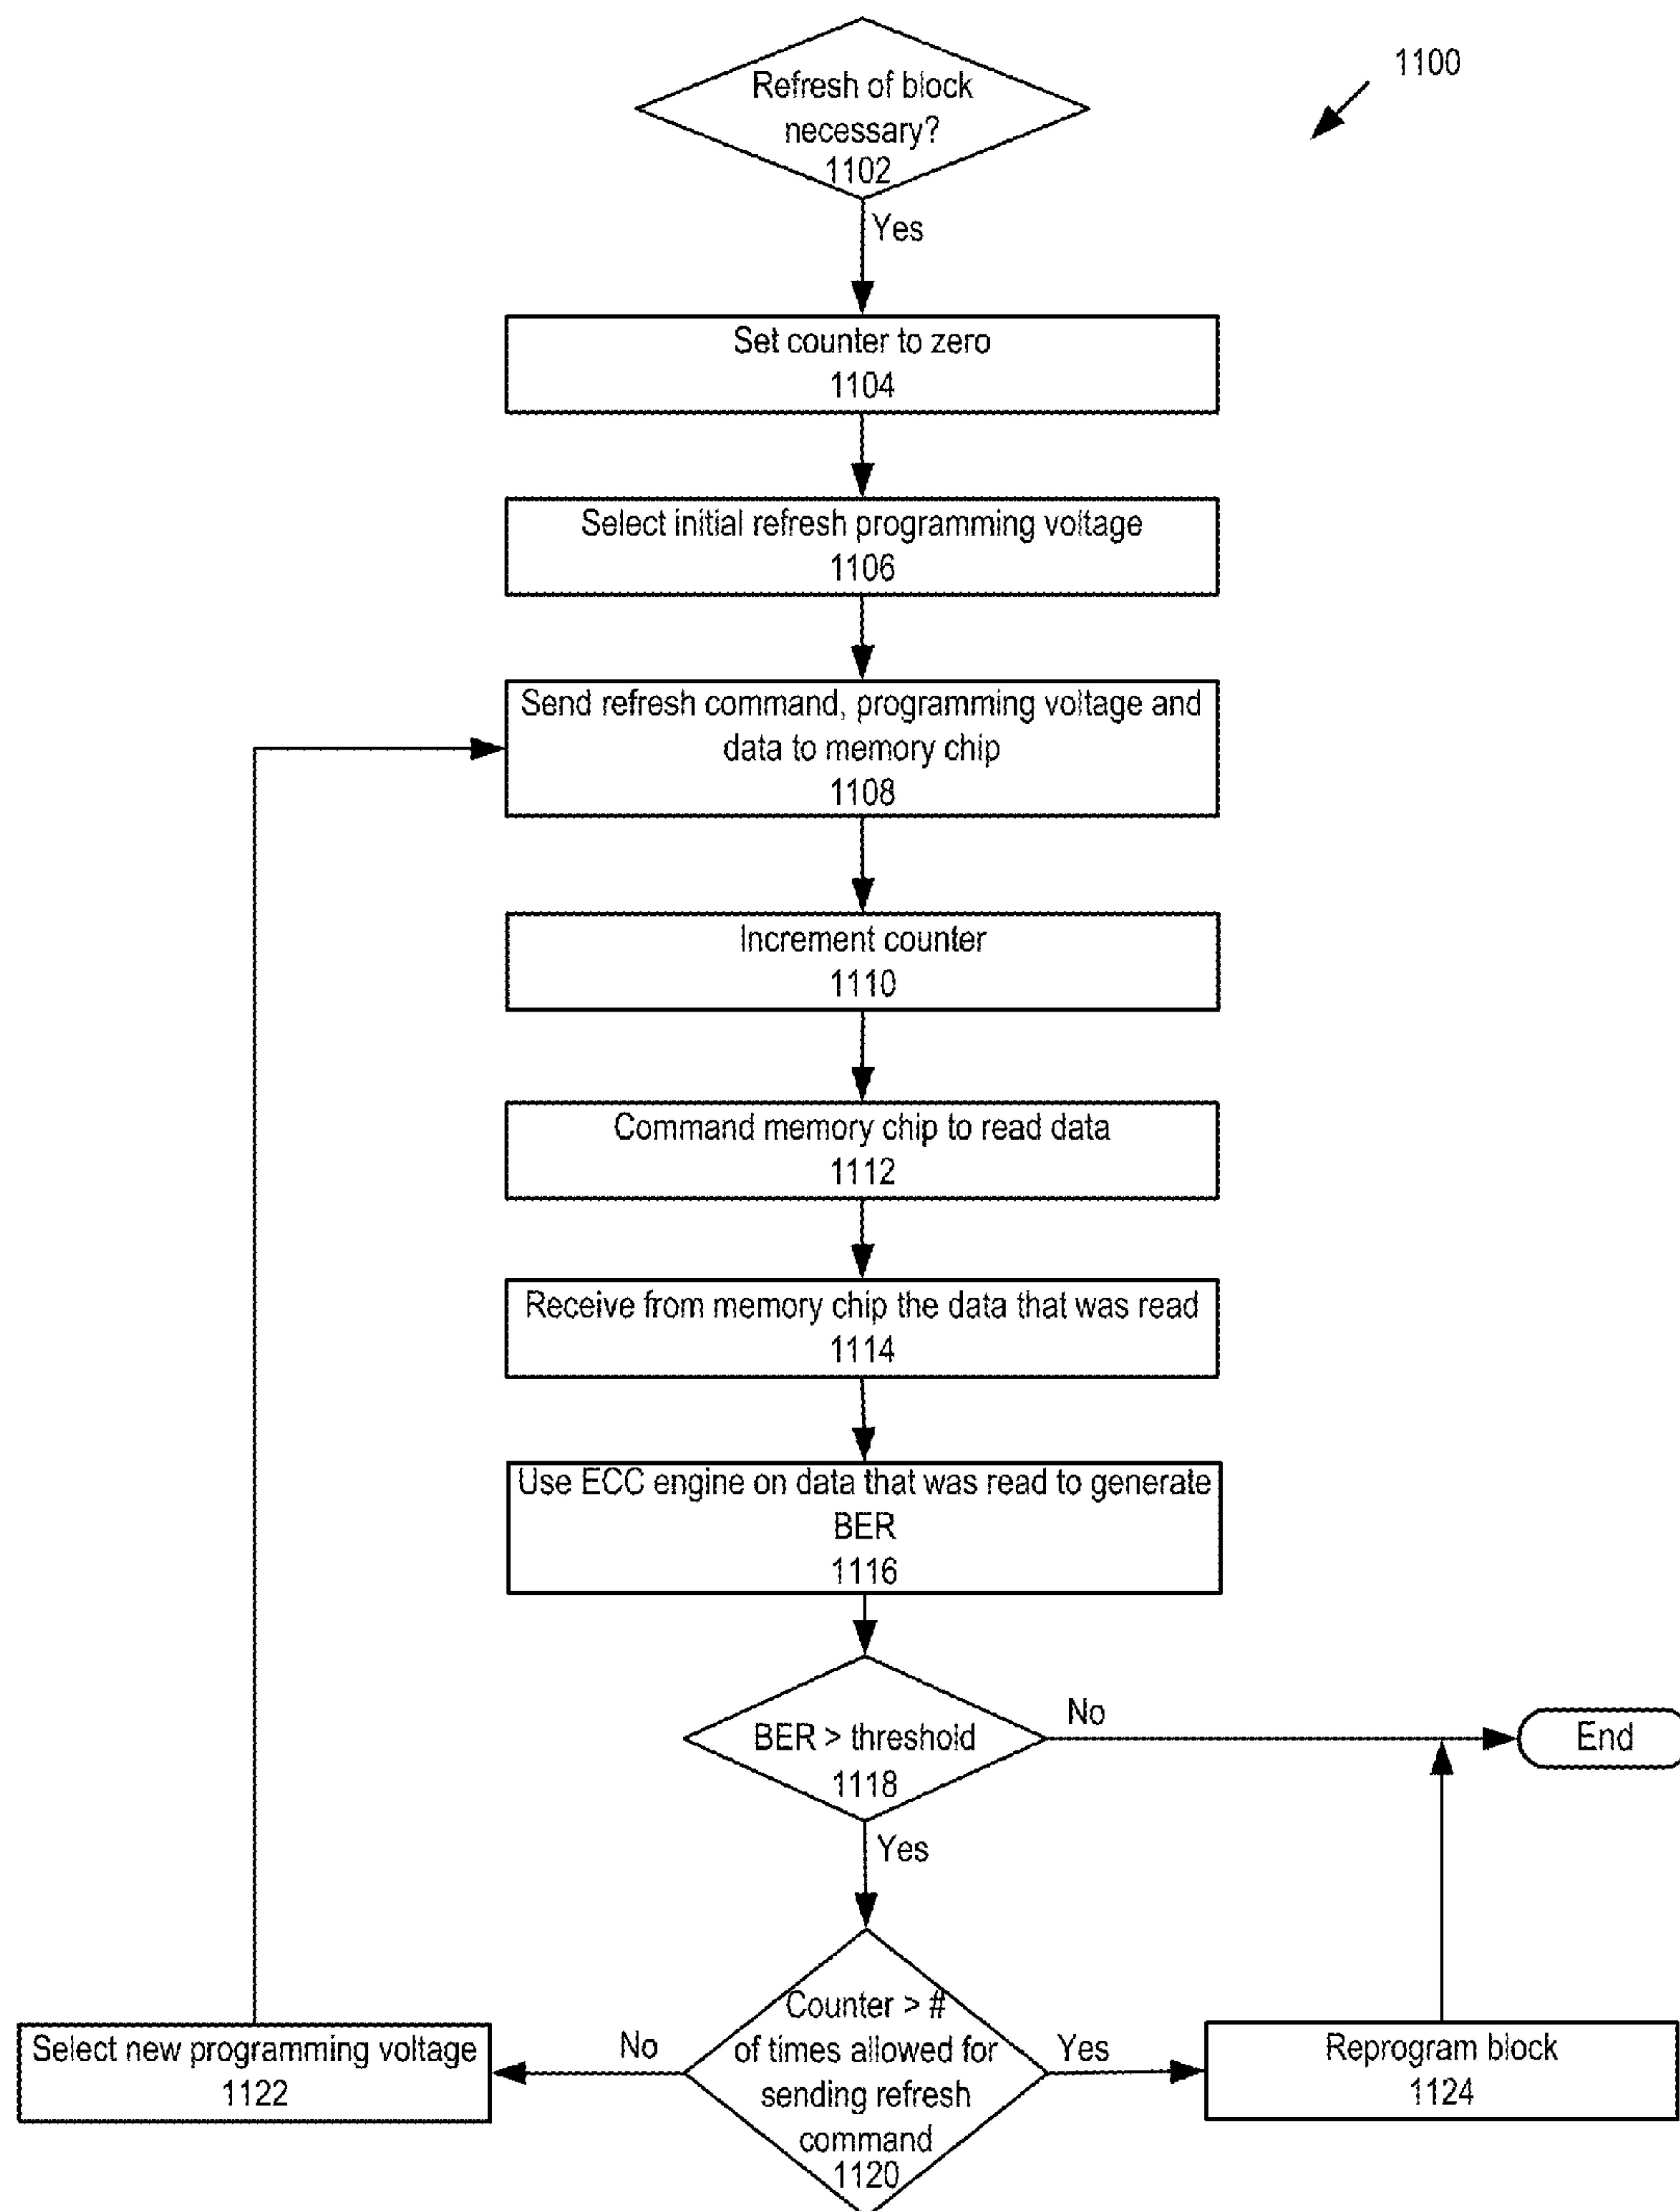 1100
Refresh of block
necessary?
1102
Yes
Set counter to zero
1104
Select initial refresh programming voltage
1106
Send refresh command, programming voltage and
data to memory chip
1108
Increment counter
1110
Command memory chip to read data
1112
Receive from memory chip the data that was read
1114
Use ECC engine on data that was read to generate
BER
1116
BER > threshold
1118
No
End
Yes
Counter > #
of times allowed for
sending refresh
command
1120
No
Select new programming voltage
1122
Yes
Reprogram block
1124